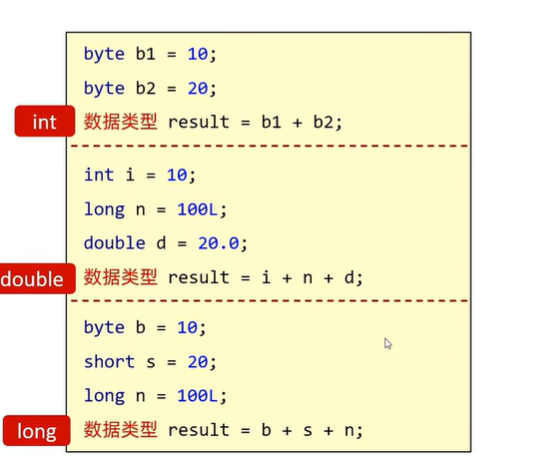 byte b1 = 10;
byte b2 = 20;
int 数据类型 result = b1 + b2;
int i = 10;
long n = 100L;
double d = 20.0;
double 数据类型 result = i + n + d;
byte b = 10;
short s = 20;
long n = 100L;
long 数据类型 result = b + s + n;